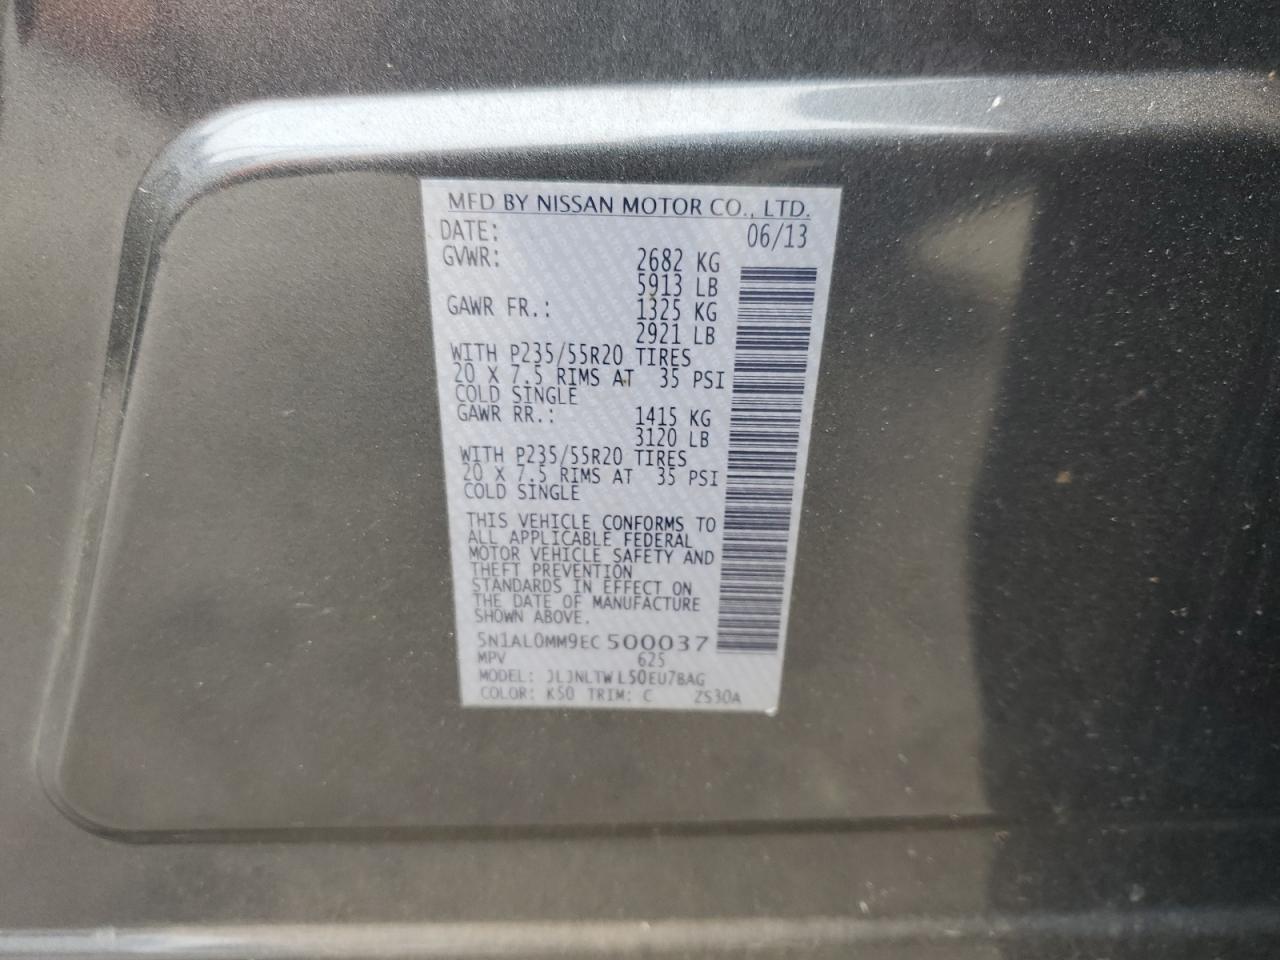 MFD BY NISSAN MOTOR CO., LTD.
DATE: 06/13
GVWR: 2682 KG
5913 LB
GAWR FR.: 1325 KG
2921 LB
WITH P235/55R20 TIRES
20 X 7.5 RIMS AT 35 PSI
COLD SINGLE
GAWR RR.: 1415 KG
3120 LB
WITH P235/55R20 TIRES
20 X 7.5 RIMS AT 35 PSI
COLD SINGLE
THIS VEHICLE CONFORMS TO
ALL APPLICABLE FEDERAL
MOTOR VEHICLE SAFETY AND
THEFT PREVENTION
STANDARDS IN EFFECT ON
THE DATE OF MANUFACTURE
SHOWN ABOVE.
5N1AL0MM9EC 500037
MPV 625
MODEL: JLJNLTW L50EU7BAG
COLOR: K50 TRIM: C ZS30A